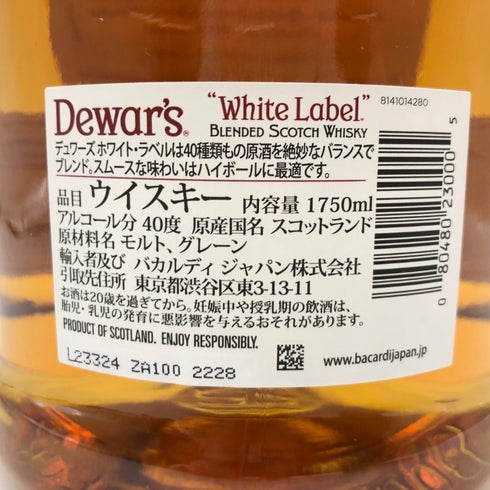 8141014280
Dewar's® "White Label"
BLENDED SCOTCH WHISKY
デュワーズ ホワイト・ラベルは40種類もの原酒を絶妙なバランスで
ブレンド。スムースな味わいはハイボールに最適です。
品目 ウイスキー 内容量 1750ml
アルコール分 40度 原産国名 スコットランド
原材料名 モルト、グレーン
輸入者及び バカルディ ジャパン株式会社
引取先住所 東京都渋谷区東3-13-11
お酒は20歳を過ぎてから。妊娠中や授乳期の飲酒は、
胎児・乳児の発育に悪影響を与えるおそれがあります。
PRODUCT OF SCOTLAND. ENJOY RESPONSIBLY.
www.bacardijapan.jp
L23324 ZA100 2228
0 80480 23000 5